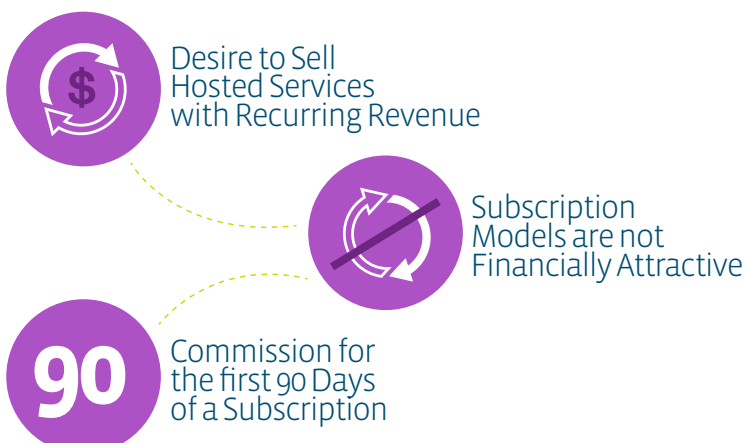 $
Desire to Sell
Hosted Services
with Recurring Revenue
Subscription
Models are not
Financially Attractive
90
Commission for
the first 90 Days
of a Subscription